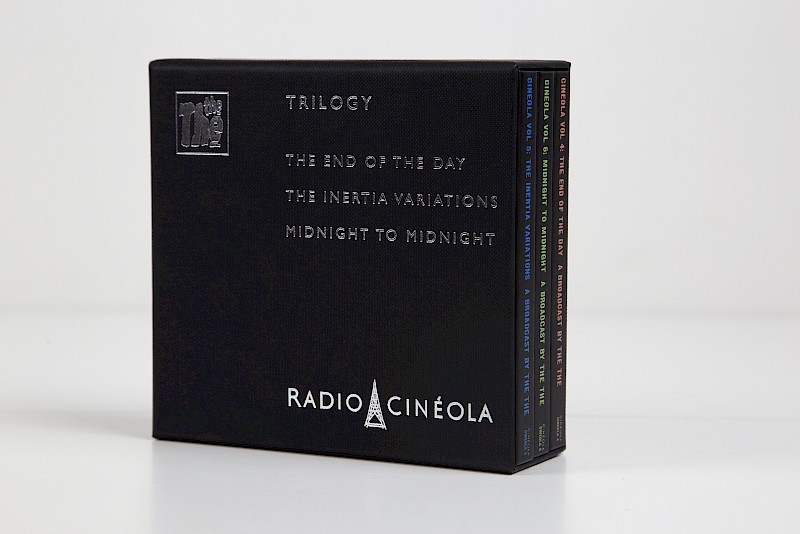 the The
TRILOGY
THE END OF THE DAY
THE INERTIA VARIATIONS
MIDNIGHT TO MIDNIGHT
RADIO CINÉOLA
CINEOLA VOL 5: THE INERTIA VARIATIONS A BROADCAST BY THE THE
CINEOLA VOL 6: MIDNIGHT TO MIDNIGHT A BROADCAST BY THE THE
CINEOLA VOL 4: THE END OF THE DAY A BROADCAST BY THE THE